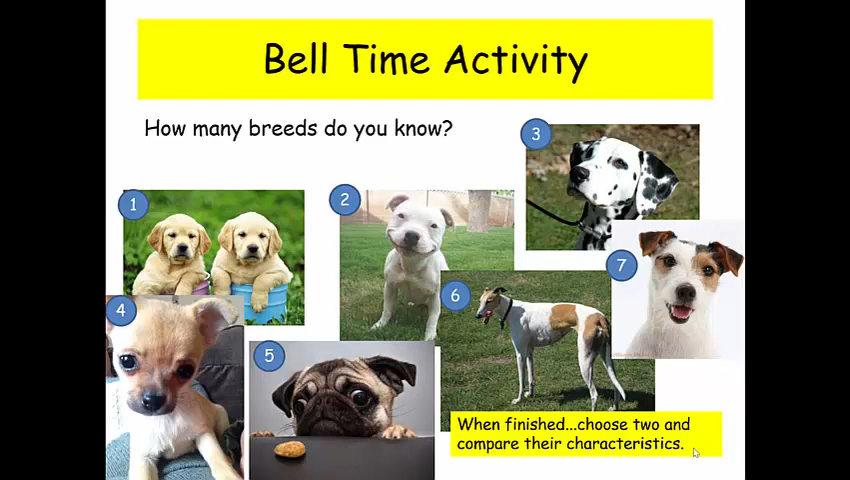 Bell Time Activity
How many breeds do you know?
3
1
2
7
6
4
5
When finished...choose two and
compare their characteristics.